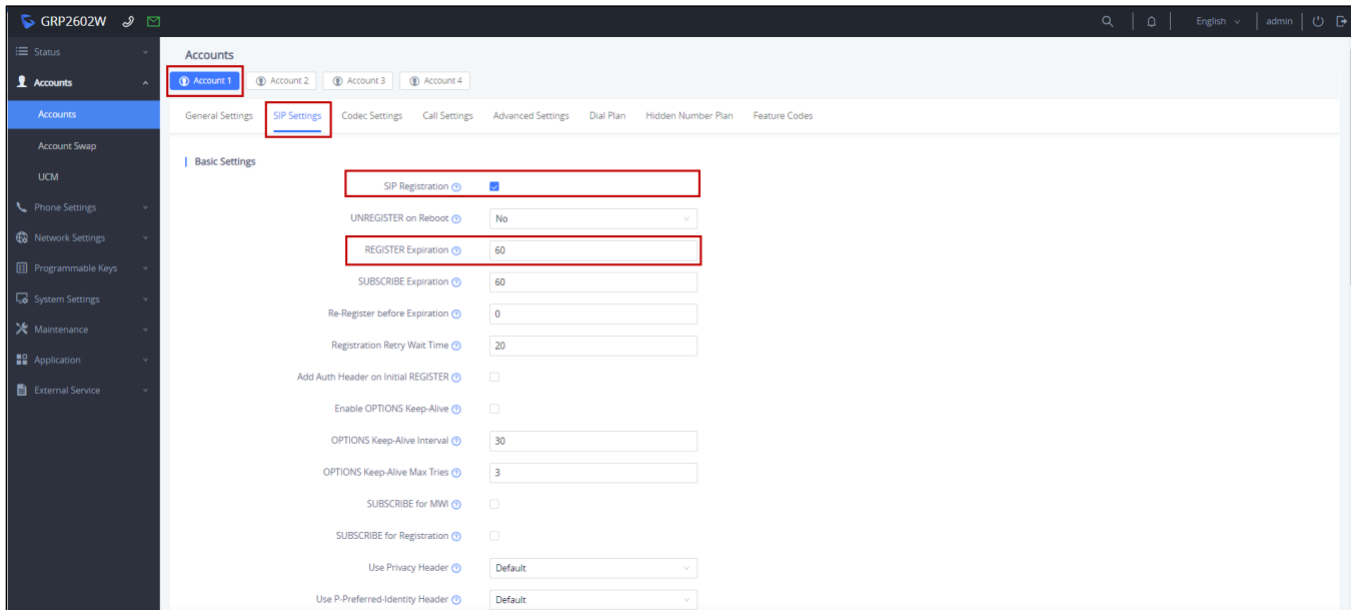 GRP2602W
English
admin
Status
Accounts
Accounts
Account Swap
UCM
Phone Settings
Network Settings
Programmable Keys
System Settings
Maintenance
Application
External Service
Accounts
Account 1 Account 2 Account 3 Account 4
General Settings SIP Settings Codec Settings Call Settings Advanced Settings Dial Plan Hidden Number Plan Feature Codes
Basic Settings
SIP Registration
UNREGISTER on Reboot No
REGISTER Expiration 60
SUBSCRIBE Expiration 60
Re-Register before Expiration 0
Registration Retry Wait Time 20
Add Auth Header on Initial REGISTER
Enable OPTIONS Keep-Alive
OPTIONS Keep-Alive Interval 30
OPTIONS Keep-Alive Max Tries 3
SUBSCRIBE for MWI
SUBSCRIBE for Registration
Use Privacy Header Default
Use P-Preferred-Identity Header Default